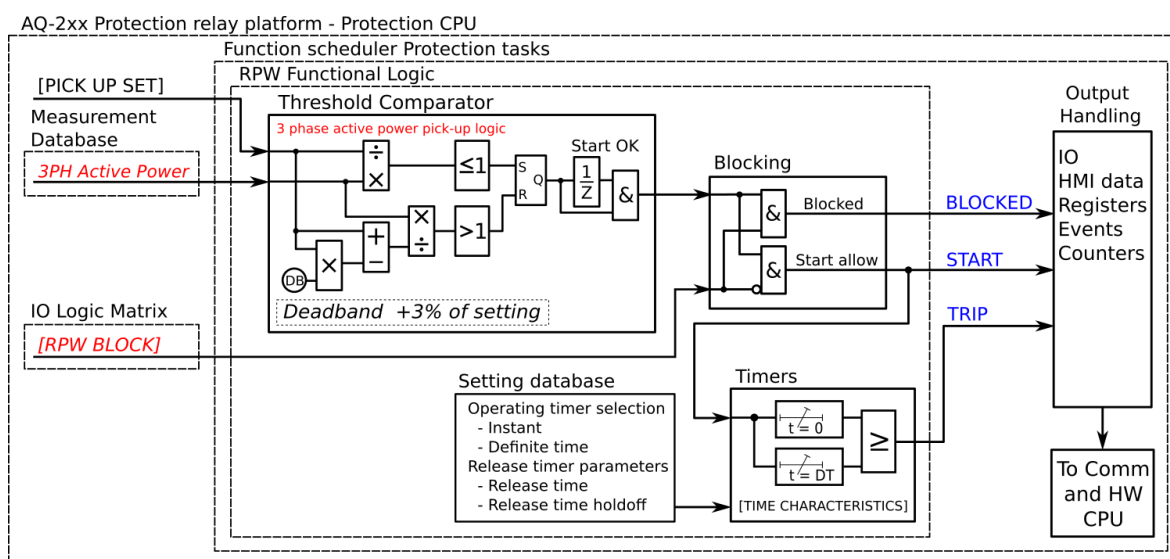 AQ-2xx Protection relay platform - Protection CPU
Function scheduler Protection tasks
RPW Functional Logic
[PICK UP SET]
Measurement
Database
3PH Active Power
Threshold Comparator
3 phase active power pick-up logic
÷
×
≤1
S
Q
R
Start OK
1
Z
&
×
÷
>1
+
−
×
DB
Deadband +3% of setting
IO Logic Matrix
[RPW BLOCK]
Blocking
&
Blocked
&
Start allow
BLOCKED
START
TRIP
Output
Handling
IO
HMI data
Registers
Events
Counters
Setting database
Operating timer selection
- Instant
- Definite time
Release timer parameters
- Release time
- Release time holdoff
Timers
t = 0
t = DT
≥
[TIME CHARACTERISTICS]
To Comm
and HW
CPU